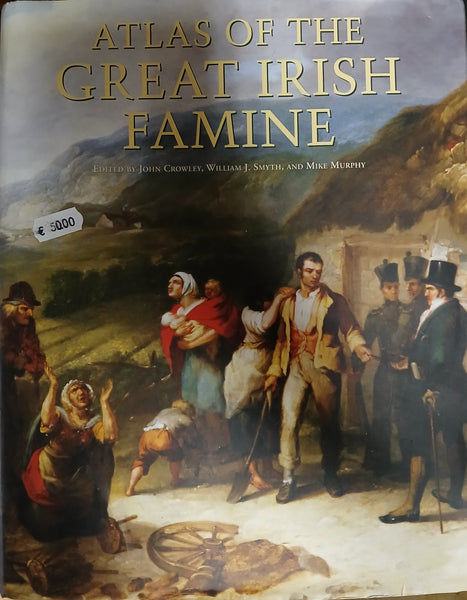 ATLAS OF THE
GREAT IRISH
FAMINE
EDITED BY JOHN CROWLEY, WILLIAM J. SMYTH, AND MIKE MURPHY
€ 50.00